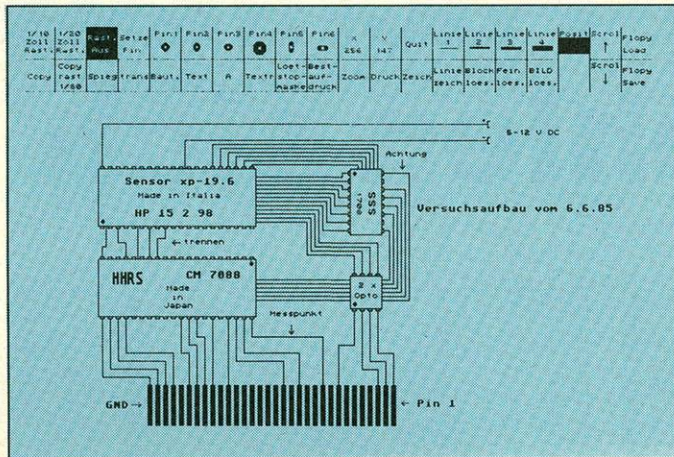 1/10 1/20 Rast. Setze Pin1 Pin2 Pin3 Pin4 Pin5 Pin6 X Y Quit Linie Linie Linie Linie Posit Scrol Flopy
Zoll Zoll Aus Pin 256 147 1 2 3 4 ↑ Load
Rast. Rast.
Copy Copy Spieg trans Baut. Text A Textr Loet- Best- Zoom Druck Zeich Linie Block Fein. BILD Scrol Flopy
rast stop- auf- zeich loes. loes. loes. ↓ Save
1/60 Maske druck
5-12 V DC
Achtung
Sensor xp-19.6
Made in Italia
HP 15 2 98
SSS
1700
Versuchsaufbau vom 6.6.85
← trennen
HHRS CM 7088
Made
in
Japan
2 x
Opto
Messpunkt
GND→
← Pin 1